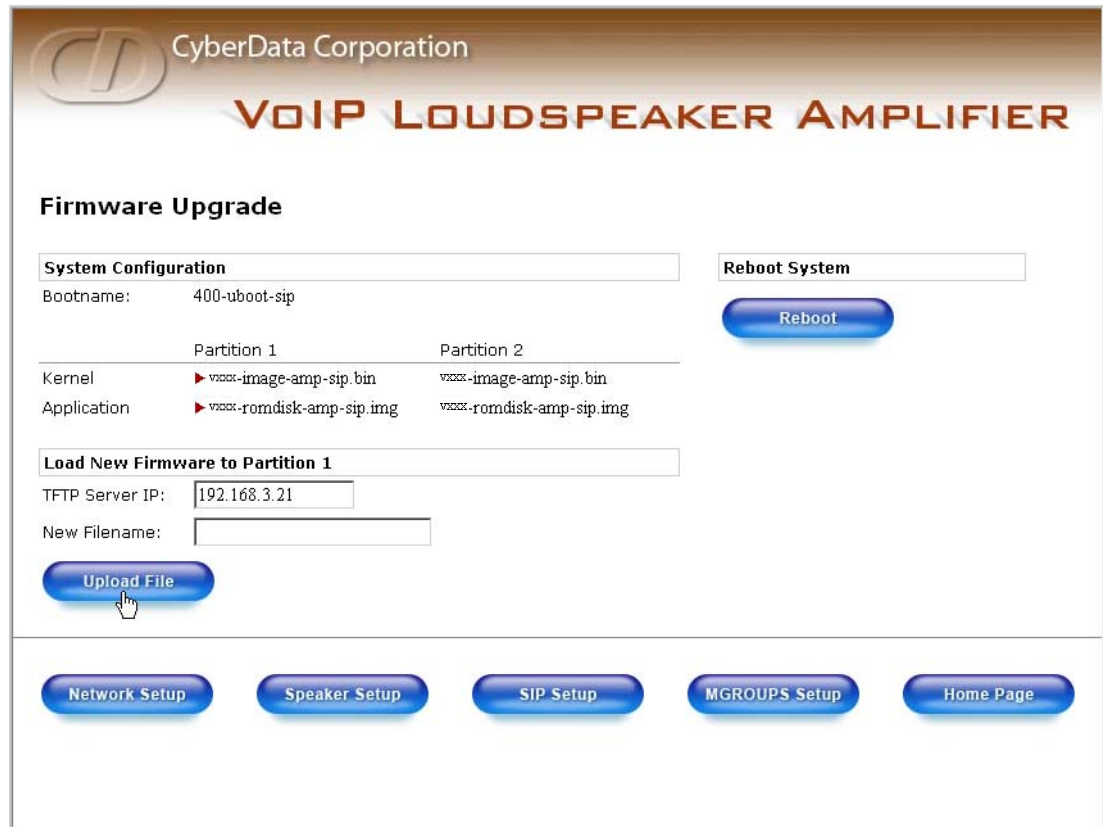 CD CyberData Corporation
VoIP Loudspeaker Amplifier
Firmware Upgrade
System Configuration
Bootname: 400-uboot-sip
Partition 1 Partition 2
Kernel vxxx-image-amp-sip.bin vxxx-image-amp-sip.bin
Application vxxx-romdisk-amp-sip.img vxxx-romdisk-amp-sip.img
Reboot System
Reboot
Load New Firmware to Partition 1
TFTP Server IP: 192.168.3.21
New Filename:
Upload File
Network Setup Speaker Setup SIP Setup MGROUPS Setup Home Page